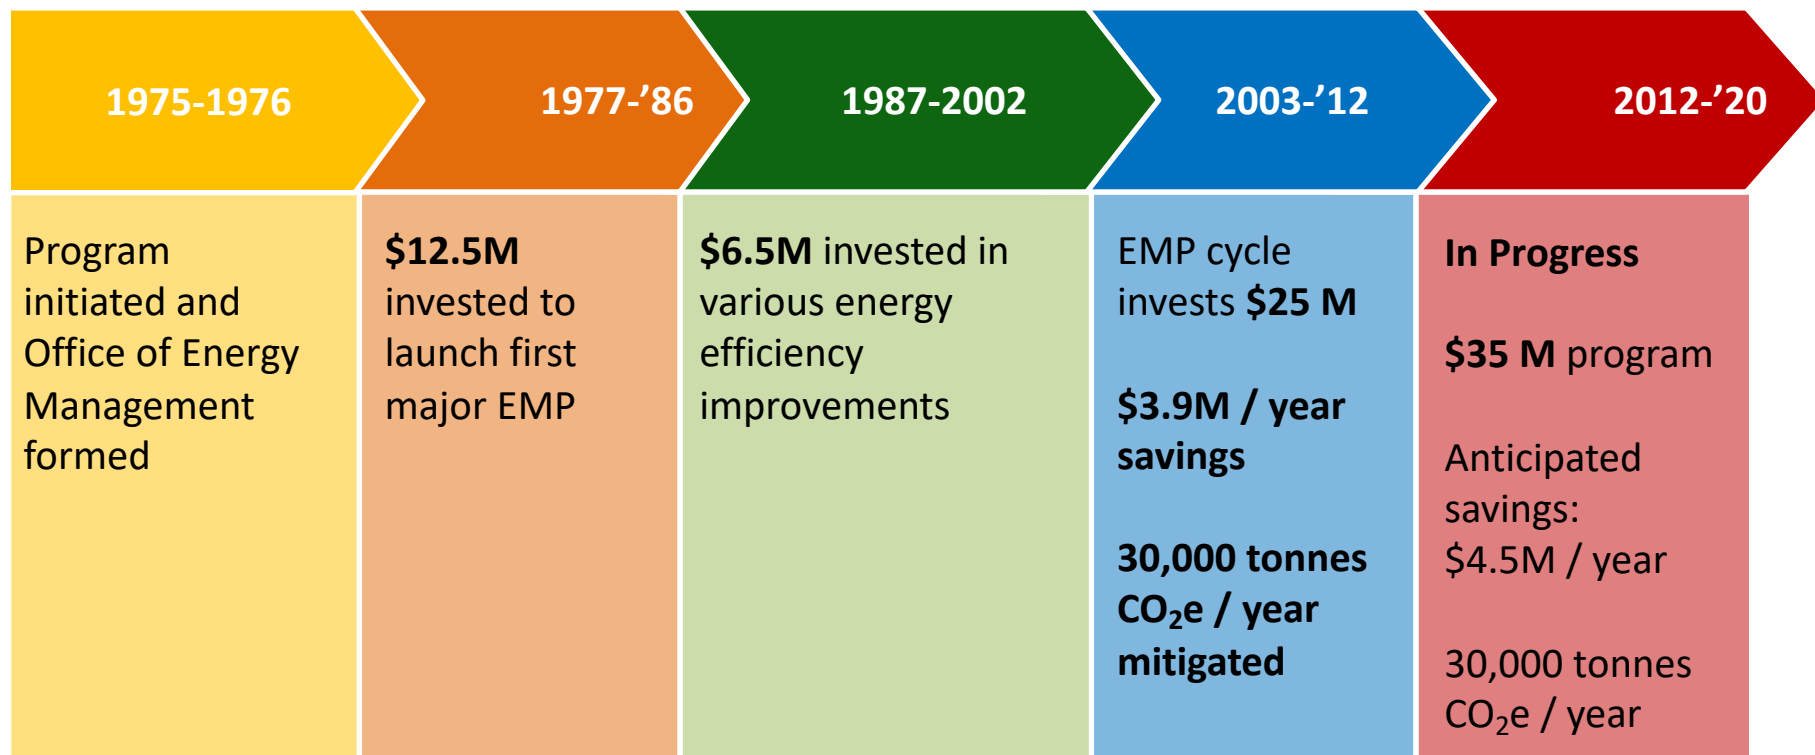 1975-1976
1977-’86
1987-2002
2003-’12
2012-’20
Program
initiated and
Office of Energy
Management
formed
$12.5M
invested to
launch first
major EMP
$6.5M invested in
various energy
efficiency
improvements
EMP cycle
invests $25 M
$3.9M / year
savings
30,000 tonnes
CO₂e / year
mitigated
In Progress
$35 M program
Anticipated
savings:
$4.5M / year
30,000 tonnes
CO₂e / year